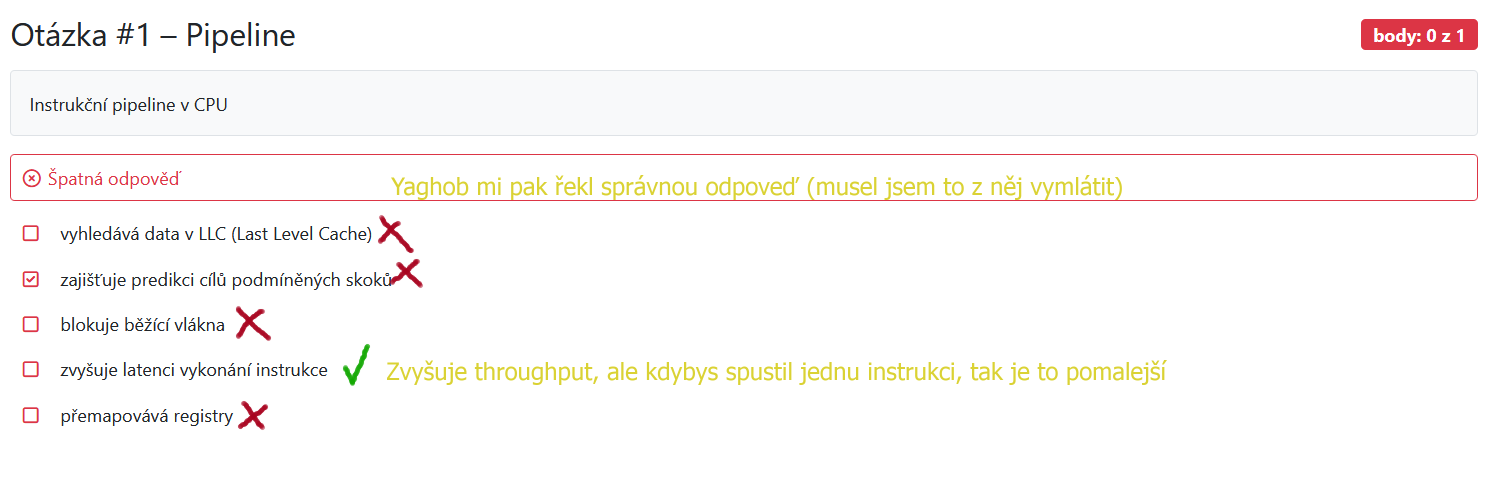 Otázka #1 – Pipeline
body: 0 z 1
Instrukční pipeline v CPU
Špatná odpověď
Yaghob mi pak řekl správnou odpoveď (musel jsem to z něj vymlátit)
vyhledává data v LLC (Last Level Cache)
zajišťuje predikci cílů podmíněných skoků
blokuje běžící vlákna
zvyšuje latenci vykonání instrukce
Zvyšuje throughput, ale kdybys spustil jednu instrukci, tak je to pomalejší
přemapovává registry